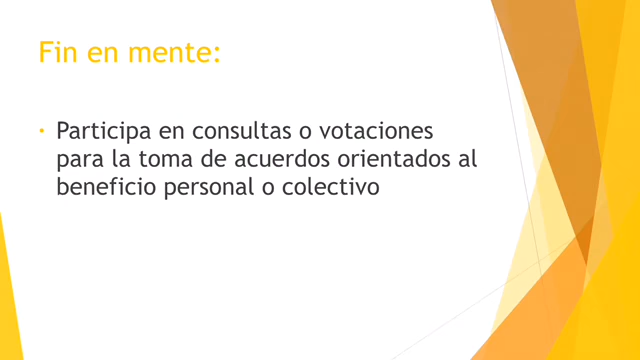 Fin en mente:
• Participa en consultas o votaciones
para la toma de acuerdos orientados al
beneficio personal o colectivo